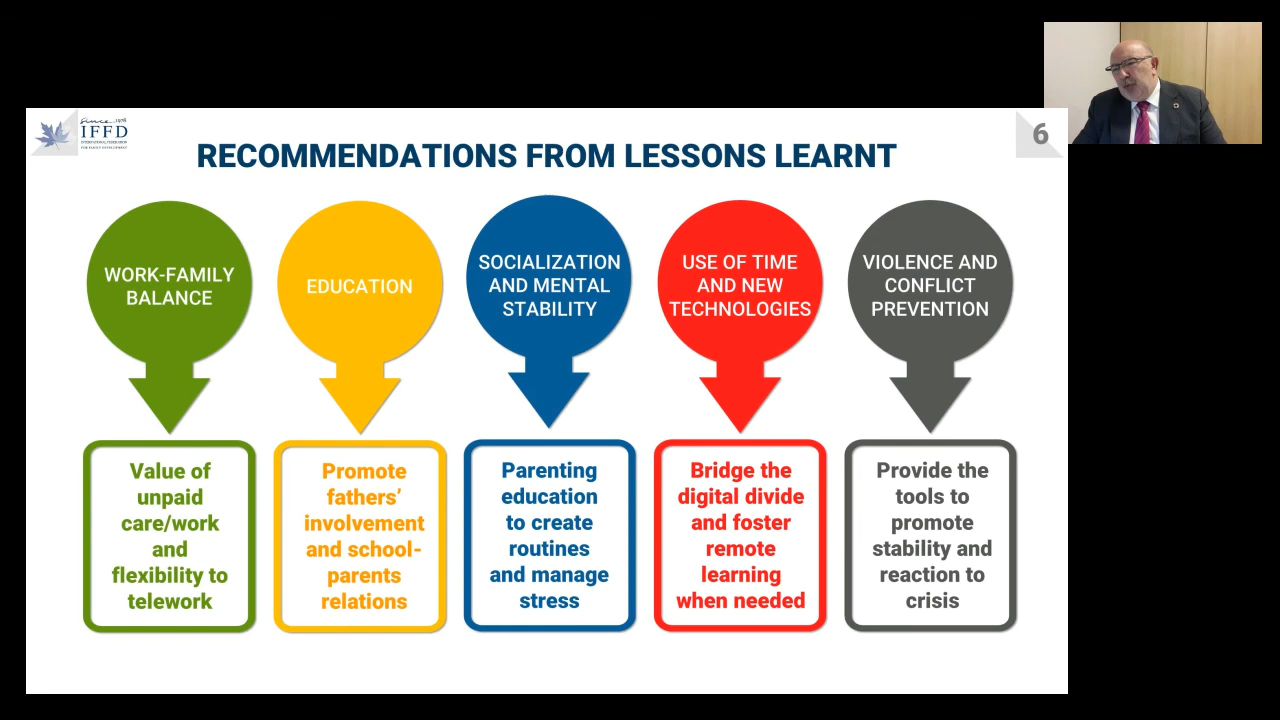 Since 1978
IFFD
INTERNATIONAL FEDERATION
FOR FAMILY DEVELOPMENT
6
RECOMMENDATIONS FROM LESSONS LEARNT
WORK-FAMILY
BALANCE
EDUCATION
SOCIALIZATION
AND MENTAL
STABILITY
USE OF TIME
AND NEW
TECHNOLOGIES
VIOLENCE AND
CONFLICT
PREVENTION
Value of
unpaid
care/work
and
flexibility to
telework
Promote
fathers’
involvement
and school-
parents
relations
Parenting
education
to create
routines
and manage
stress
Bridge the
digital divide
and foster
remote
learning
when needed
Provide the
tools to
promote
stability and
reaction to
crisis